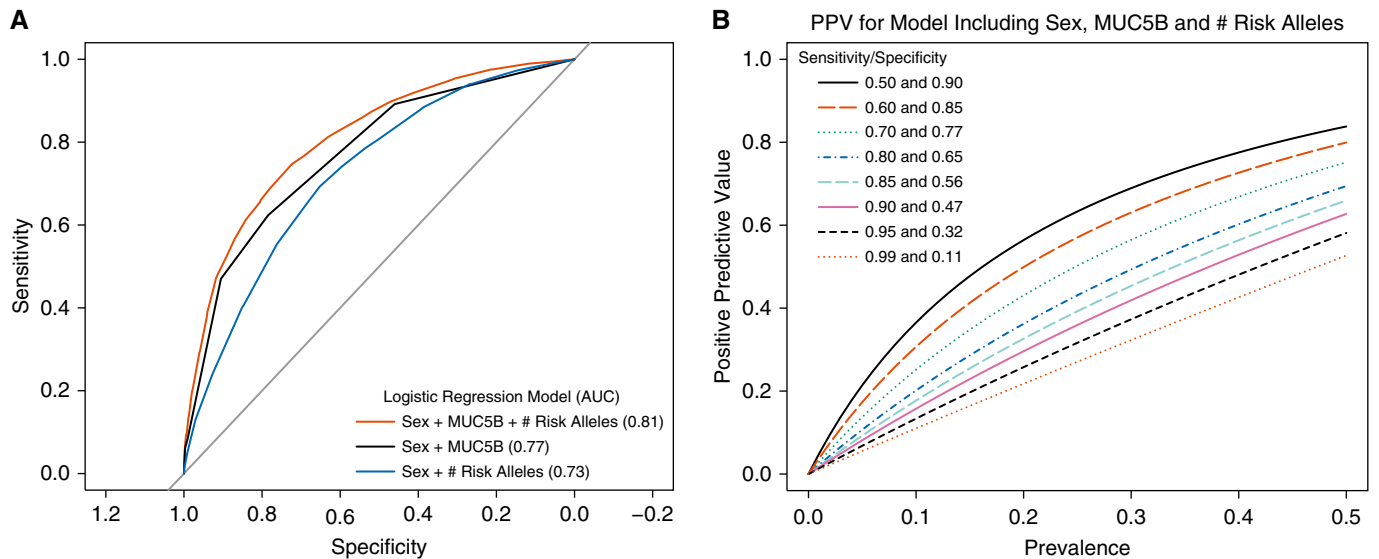 A
1.0
0.8
0.6
0.4
0.2
0.0
Sensitivity
Logistic Regression Model (AUC)
Sex + MUC5B + # Risk Alleles (0.81)
Sex + MUC5B (0.77)
Sex + # Risk Alleles (0.73)
1.2 1.0 0.8 0.6 0.4 0.2 0.0 −0.2
Specificity
B
PPV for Model Including Sex, MUC5B and # Risk Alleles
1.0
0.8
0.6
0.4
0.2
0.0
Positive Predictive Value
Sensitivity/Specificity
0.50 and 0.90
0.60 and 0.85
0.70 and 0.77
0.80 and 0.65
0.85 and 0.56
0.90 and 0.47
0.95 and 0.32
0.99 and 0.11
0.0 0.1 0.2 0.3 0.4 0.5
Prevalence